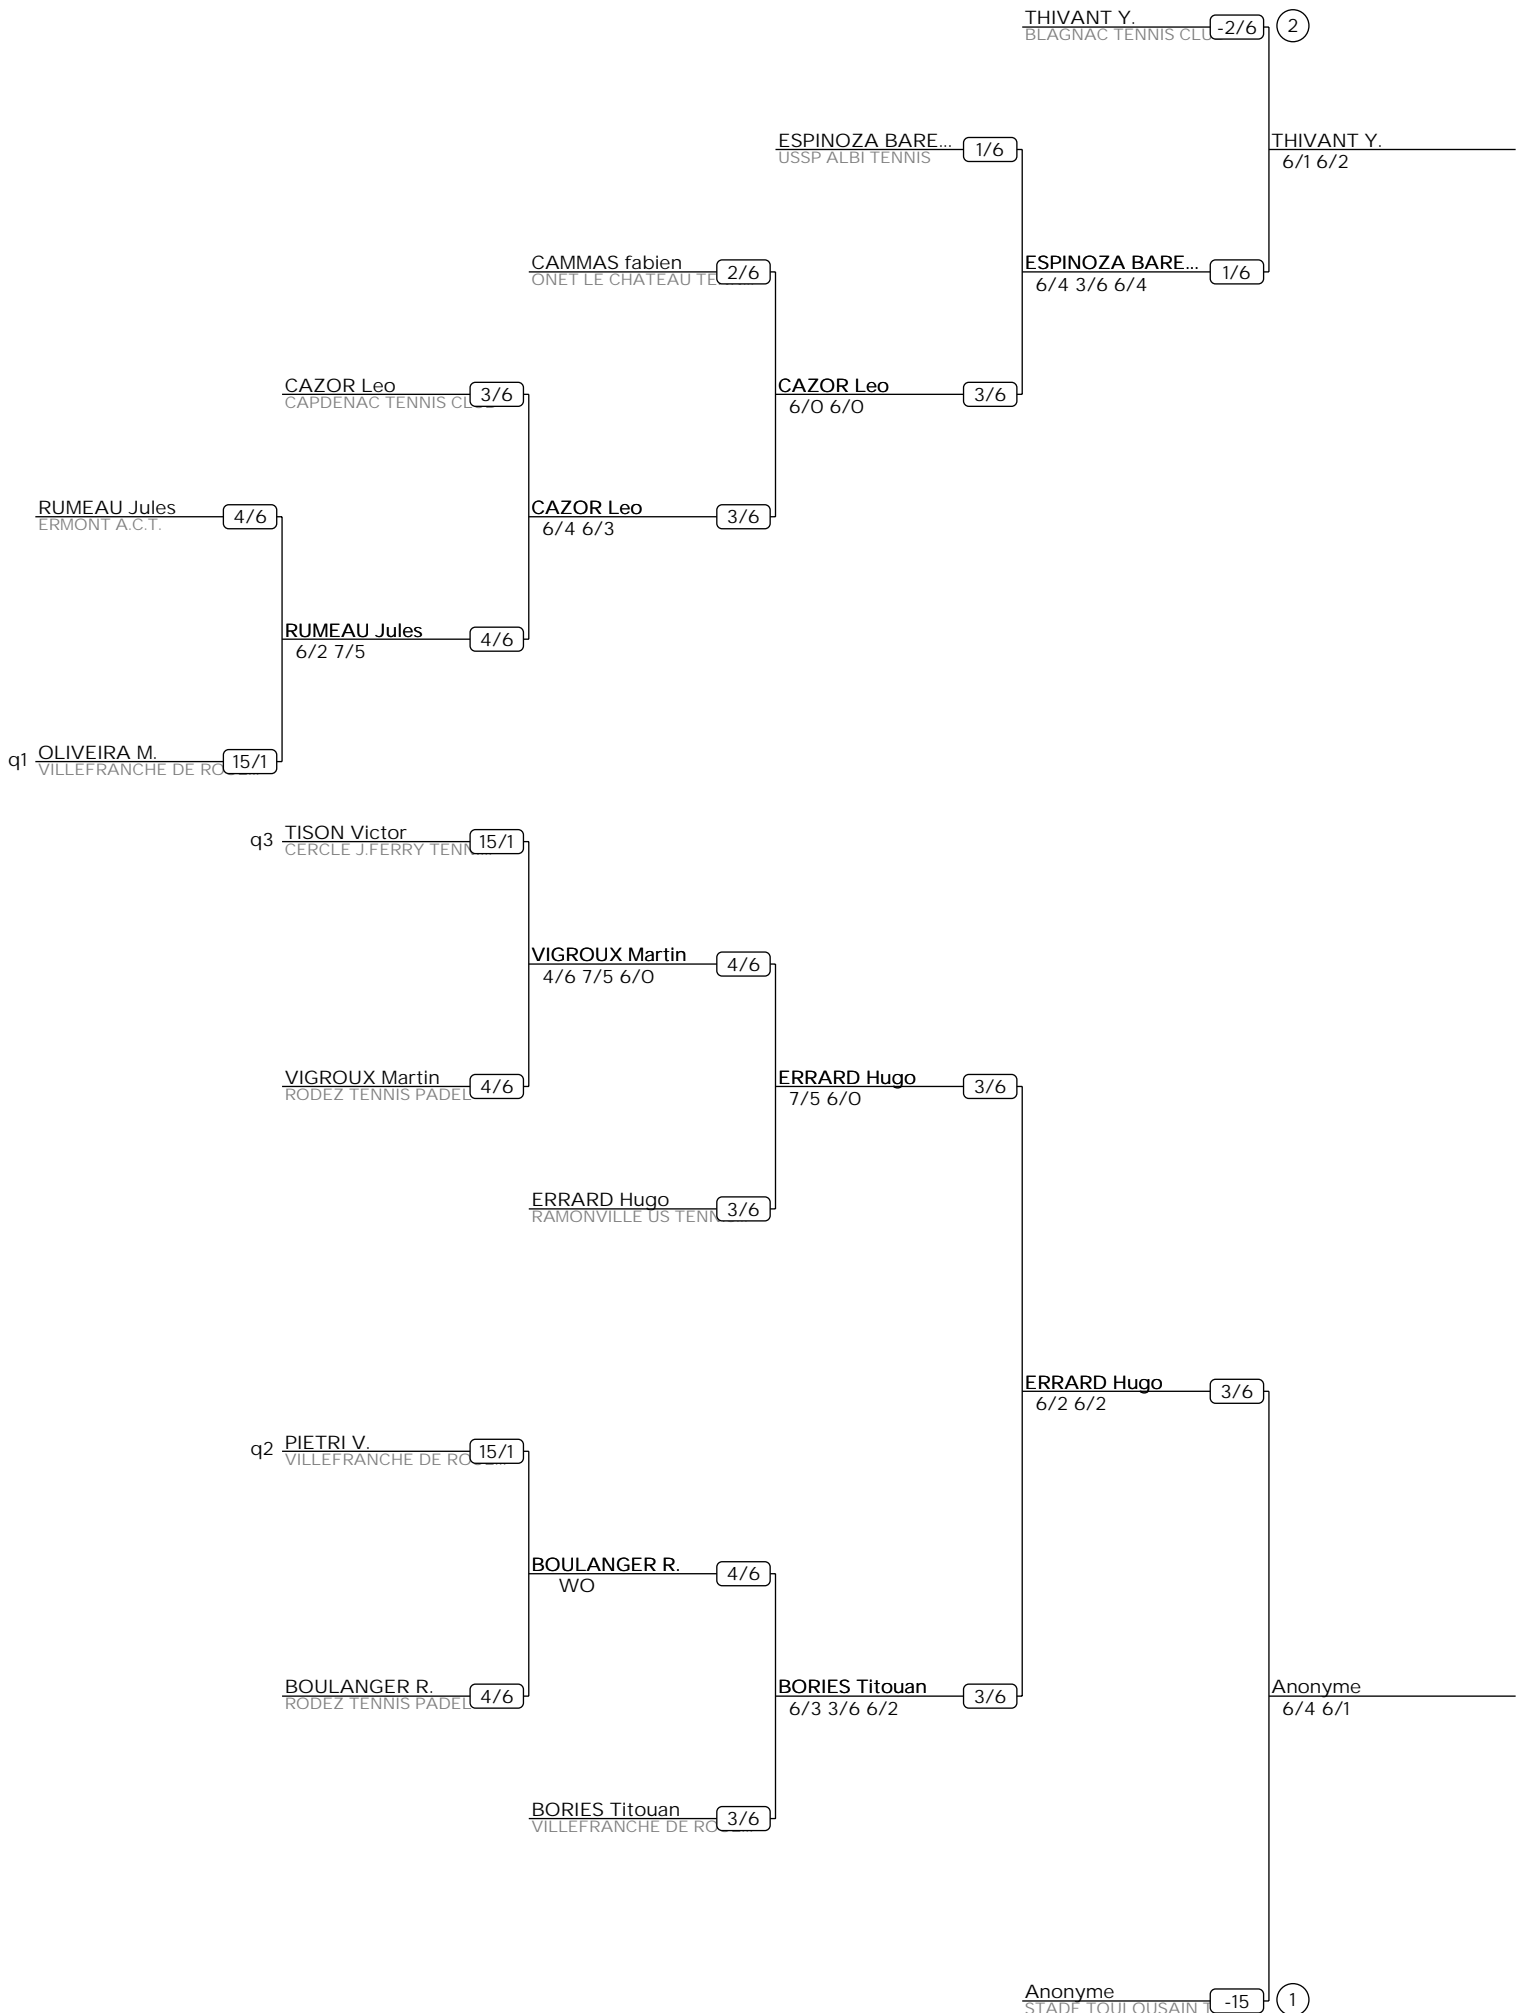 THIVANT Y.
-2/6
2
BLAGNAC TENNIS
ESPINOZA BARE...
1/6
USSP ALBI TENNIS
THIVANT Y.
6/1 6/2
CAMMAS fabien
2/6
ONET LE CHATEAU
ESPINOZA BARE...
1/6
6/4 3/6 6/4
CAZOR Leo
3/6
CAPDENAC TENNIS
CAZOR Leo
3/6
6/0 6/0
RUMEAU Jules
4/6
ERMONT A.C.T.
CAZOR Leo
3/6
6/4 6/3
RUMEAU Jules
4/6
6/2 7/5
q1
OLIVEIRA M.
15/1
VILLEFRANCHE DE
q3
TISON Victor
15/1
CERCLE J.FERRY
VIGROUX Martin
4/6
4/6 7/5 6/0
VIGROUX Martin
4/6
RODEZ TENNIS PADEL
ERRARD Hugo
3/6
7/5 6/0
ERRARD Hugo
3/6
RAMONVILLE US
ERRARD Hugo
3/6
6/2 6/2
q2
PIETRI V.
15/1
VILLEFRANCHE DE
BOULANGER R.
4/6
WO
BOULANGER R.
4/6
RODEZ TENNIS PADEL
BORIES Titouan
3/6
6/3 3/6 6/2
Anonyme
6/4 6/1
BORIES Titouan
3/6
VILLEFRANCHE DE
Anonyme
-15
1
STADE TOULOUSAIN